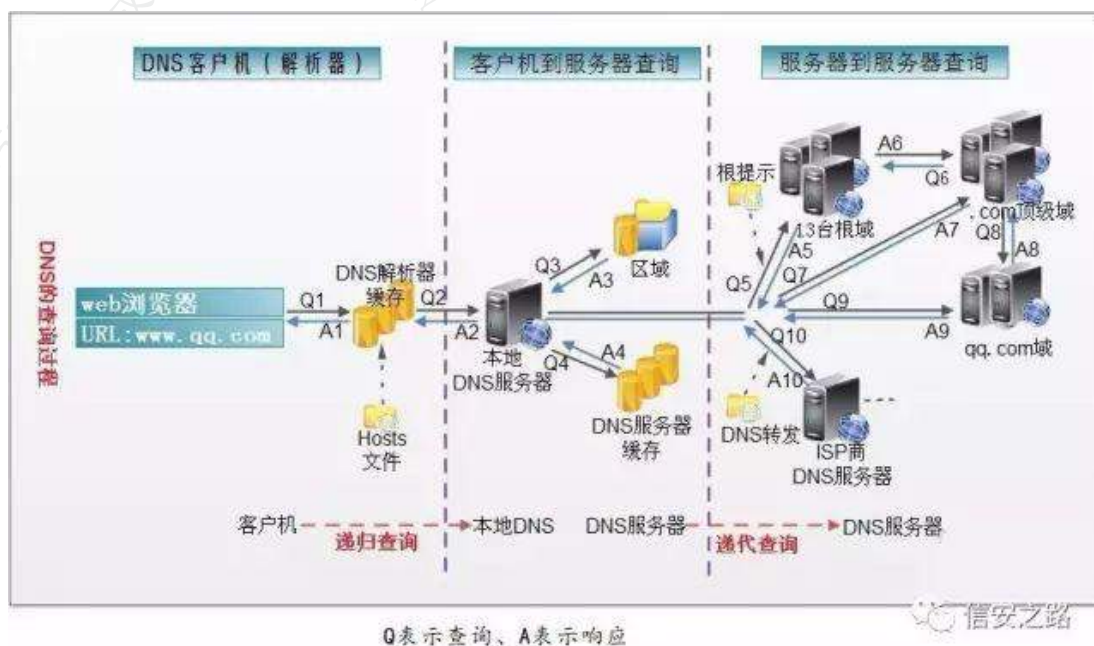 DNS客户机（解析器）
客户机到服务器查询
服务器到服务器查询
DNS的查询过程
web浏览器
URL:www.qq.com
Q1
A1
DNS解析器
缓存
Hosts
文件
Q2
A2
本地
DNS服务器
Q3
A3
区域
Q4
A4
DNS服务器
缓存
根提示
13台根域
A6
Q6
.com顶级域
Q5
A5
Q7
A7
Q8
A8
Q9
A9
qq.com域
Q10
A10
DNS转发
ISP商
DNS服务器
客户机
递归查询
本地DNS
DNS服务器
递代查询
DNS服务器
信安之路
Q表示查询、A表示响应